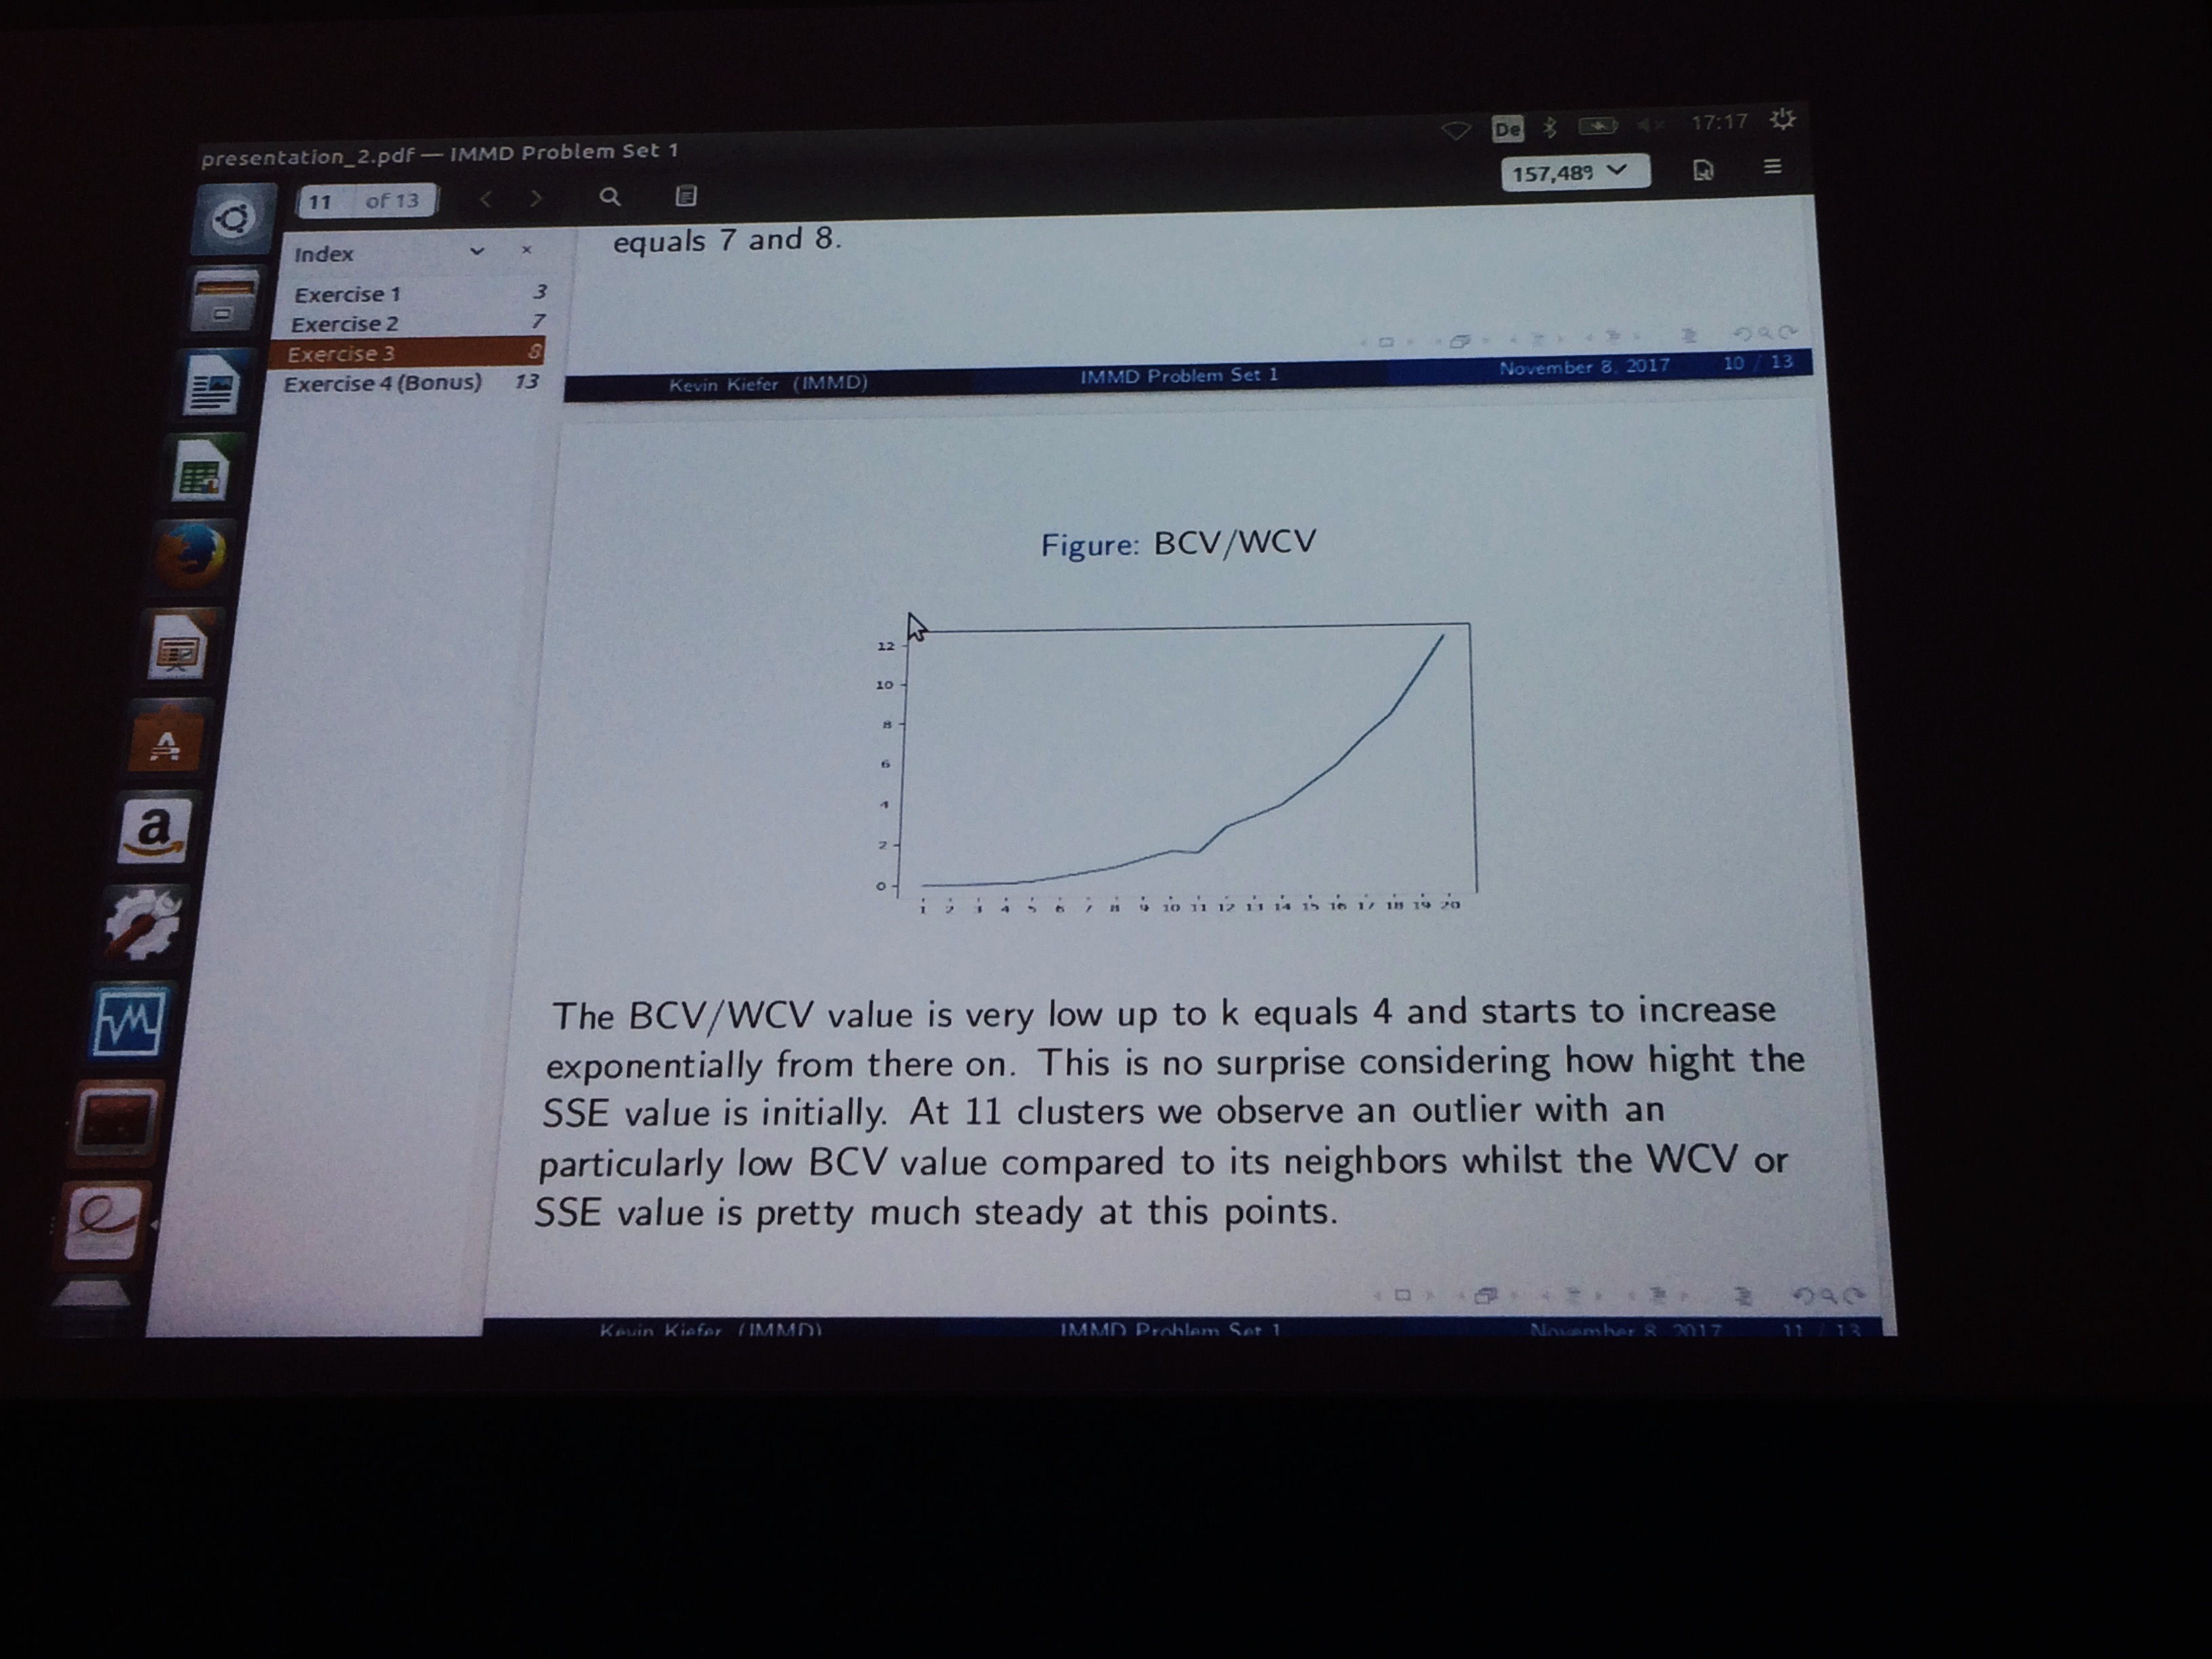 presentation_2.pdf — IMMD Problem Set 1
De
17:17
11 of 13
157,48%
Index
Exercise 1 3
Exercise 2 7
Exercise 3 8
Exercise 4 (Bonus) 13
equals 7 and 8.
Kevin Kiefer (IMMD) IMMD Problem Set 1 November 8, 2017 10 / 13
Figure: BCV/WCV
12
10
8
6
4
2
0
1 2 3 4 5 6 7 8 9 10 11 12 13 14 15 16 17 18 19 20
The BCV/WCV value is very low up to k equals 4 and starts to increase
exponentially from there on. This is no surprise considering how hight the
SSE value is initially. At 11 clusters we observe an outlier with an
particularly low BCV value compared to its neighbors whilst the WCV or
SSE value is pretty much steady at this points.
Kevin Kiefer (IMMD) IMMD Problem Set 1 November 8, 2017 11 / 13
A
a